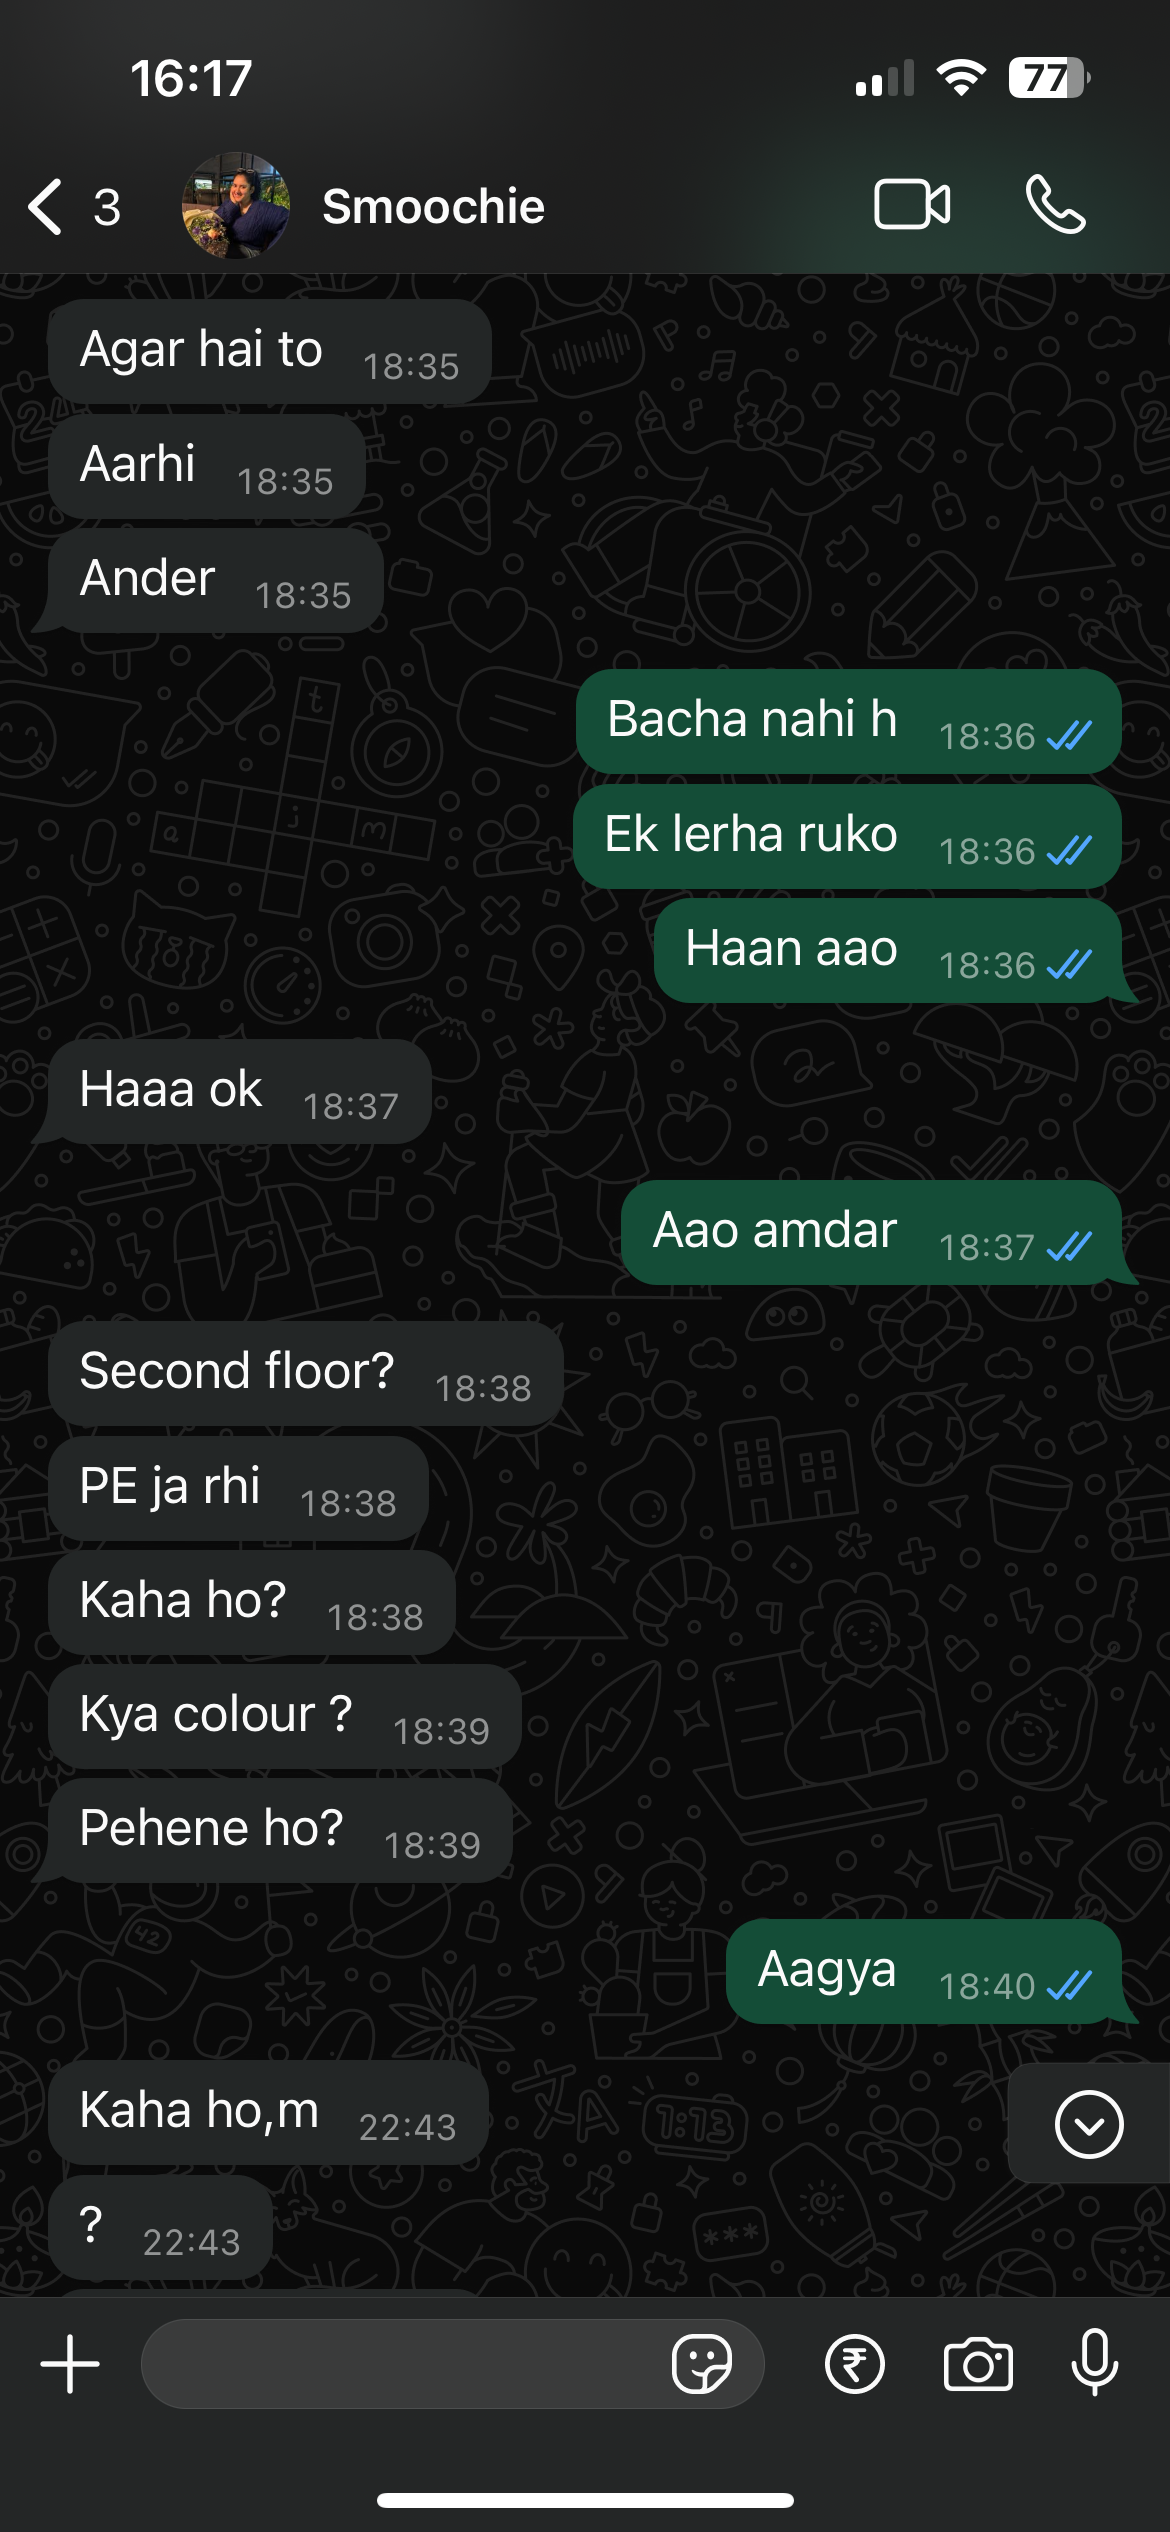 16:17
77
3
Smoochie
Agar hai to 18:35
Aarhi 18:35
Ander 18:35
Bacha nahi h 18:36
Ek lerha ruko 18:36
Haan aao 18:36
Haaa ok 18:37
Aao amdar 18:37
Second floor? 18:38
PE ja rhi 18:38
Kaha ho? 18:38
Kya colour ? 18:39
Pehene ho? 18:39
Aagya 18:40
Kaha ho,m 22:43
? 22:43